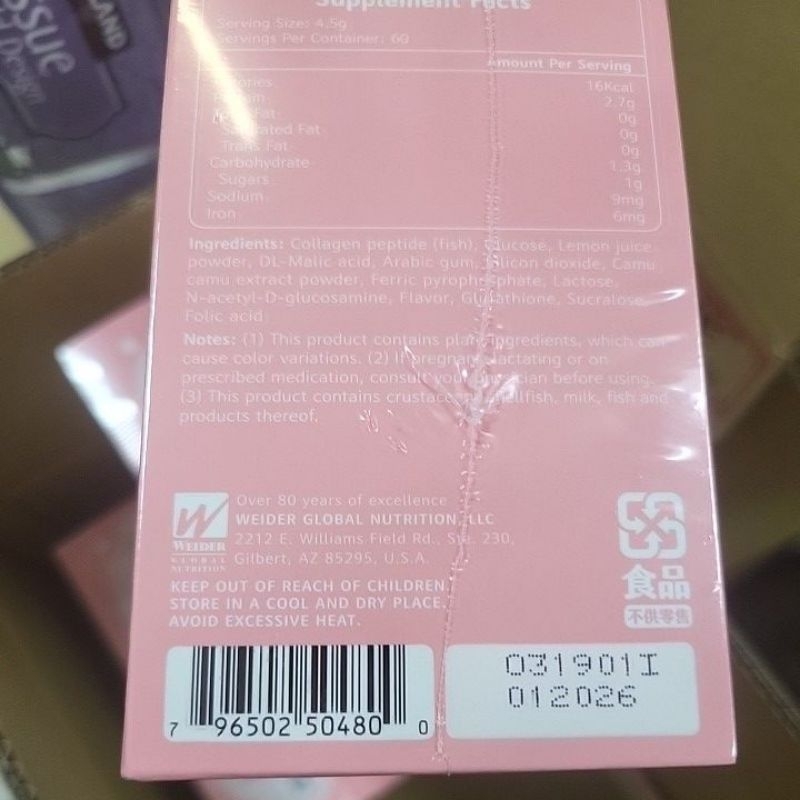 ssue
Design
LAND
Supplement Facts
Serving Size: 4.5g
Servings Per Container: 60
Amount Per Serving
Calories 16Kcal
Protein 2.7g
Fat 0g
Saturated Fat 0g
Trans Fat 0g
Carbohydrate 1.3g
Sugars 1g
Sodium 9mg
Iron 6mg
Ingredients: Collagen peptide (fish), Glucose, Lemon juice
powder, DL-Malic acid, Arabic gum, Silicon dioxide, Camu
camu extract powder, Ferric pyrophosphate, Lactose,
N-acetyl-D-glucosamine, Flavor, Glutathione, Sucralose,
Folic acid
Notes: (1) This product contains plant ingredients, which can
cause color variations. (2) If pregnant, lactating or on
prescribed medication, consult your physician before using.
(3) This product contains crustacean shellfish, milk, fish and
products thereof.
W
WEIDER
GLOBAL
NUTRITION
Over 80 years of excellence
WEIDER GLOBAL NUTRITION, LLC
2212 E. Williams Field Rd., Ste. 230,
Gilbert, AZ 85295, U.S.A.
KEEP OUT OF REACH OF CHILDREN.
STORE IN A COOL AND DRY PLACE.
AVOID EXCESSIVE HEAT.
食品
不供零售
7 96502 50480 0
031901I
012026